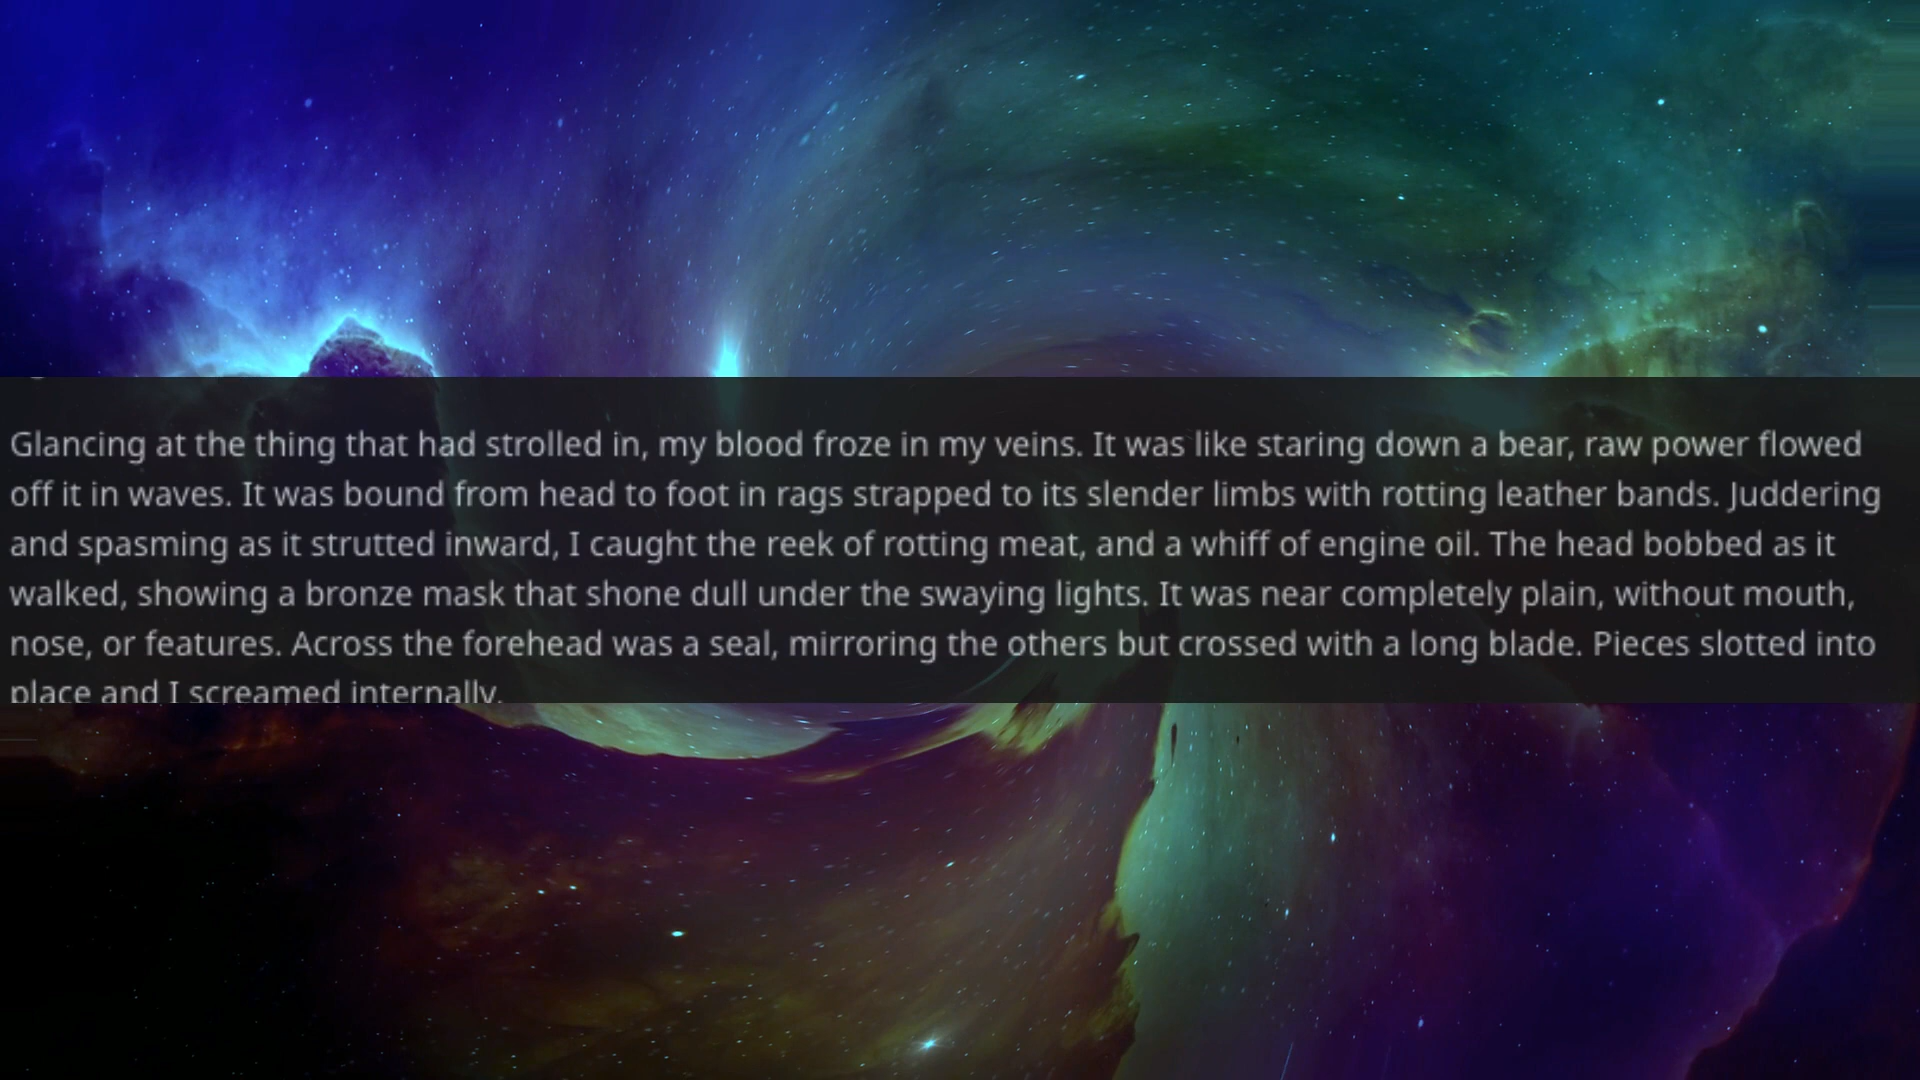 Glancing at the thing that had strolled in, my blood froze in my veins. It was like staring down a bear, raw power flowed
off it in waves. It was bound from head to foot in rags strapped to its slender limbs with rotting leather bands. Juddering
and spasming as it strutted inward, I caught the reek of rotting meat, and a whiff of engine oil. The head bobbed as it
walked, showing a bronze mask that shone dull under the swaying lights. It was near completely plain, without mouth,
nose, or features. Across the forehead was a seal, mirroring the others but crossed with a long blade. Pieces slotted into
place and I screamed internally.